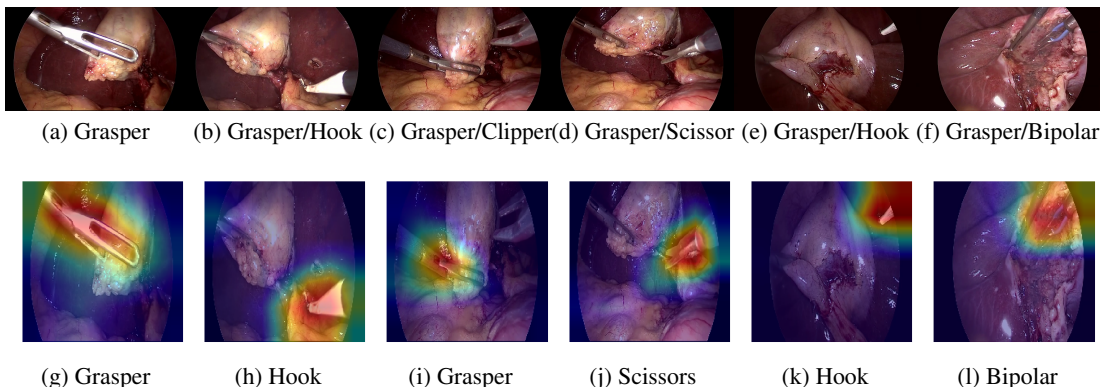 (a) Grasper (b) Grasper/Hook (c) Grasper/Clipper(d) Grasper/Scissor (e) Grasper/Hook (f) Grasper/Bipolar
(g) Grasper (h) Hook (i) Grasper (j) Scissors (k) Hook (l) Bipolar